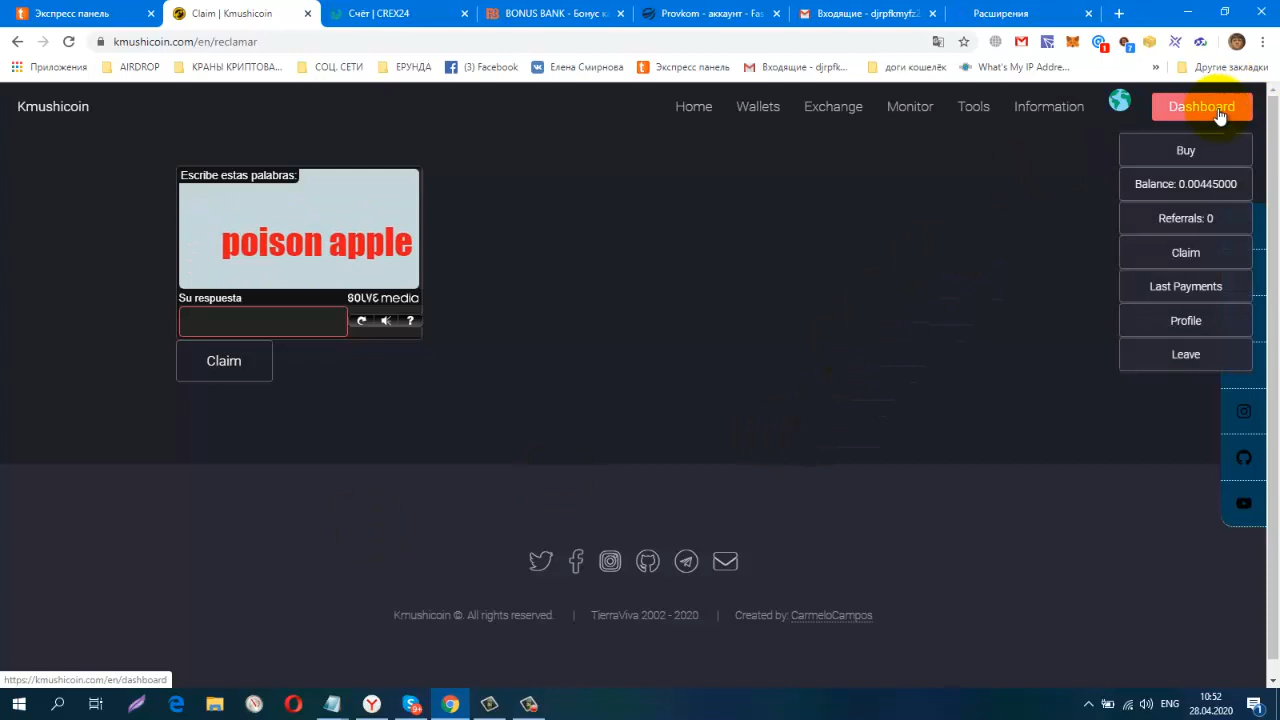 Экспресс панель
Claim | Kmushicoin
Счёт | CREX24
BONUS BANK - Бонус к
Provkom - аккаунт - Fas
Входящие - djrpfkmyfz2
Расширения
kmushicoin.com/en/reclamar
Приложения
AIRDROP
КРАНЫ КРИПТОВА...
СОЦ. СЕТИ
ЕРУНДА
Facebook
Елена Смирнова
Экспресс панель
Входящие - djrpf...
доги кошелёк
What's My IP Addre...
»
Другие закладки
Kmushicoin
Home
Wallets
Exchange
Monitor
Tools
Information
Dashboard
Buy
Balance: 0.00445000
Referrals: 0
Claim
Last Payments
Profile
Leave
Escribe estas palabras:
poison apple
Su respuesta
SOLVE media
?
Claim
Kmushicoin ©. All rights reserved. | TierraViva 2002 - 2020 | Created by: CarmeloCampos
https://kmushicoin.com/en/dashboard
ENG
10:52
28.04.2020